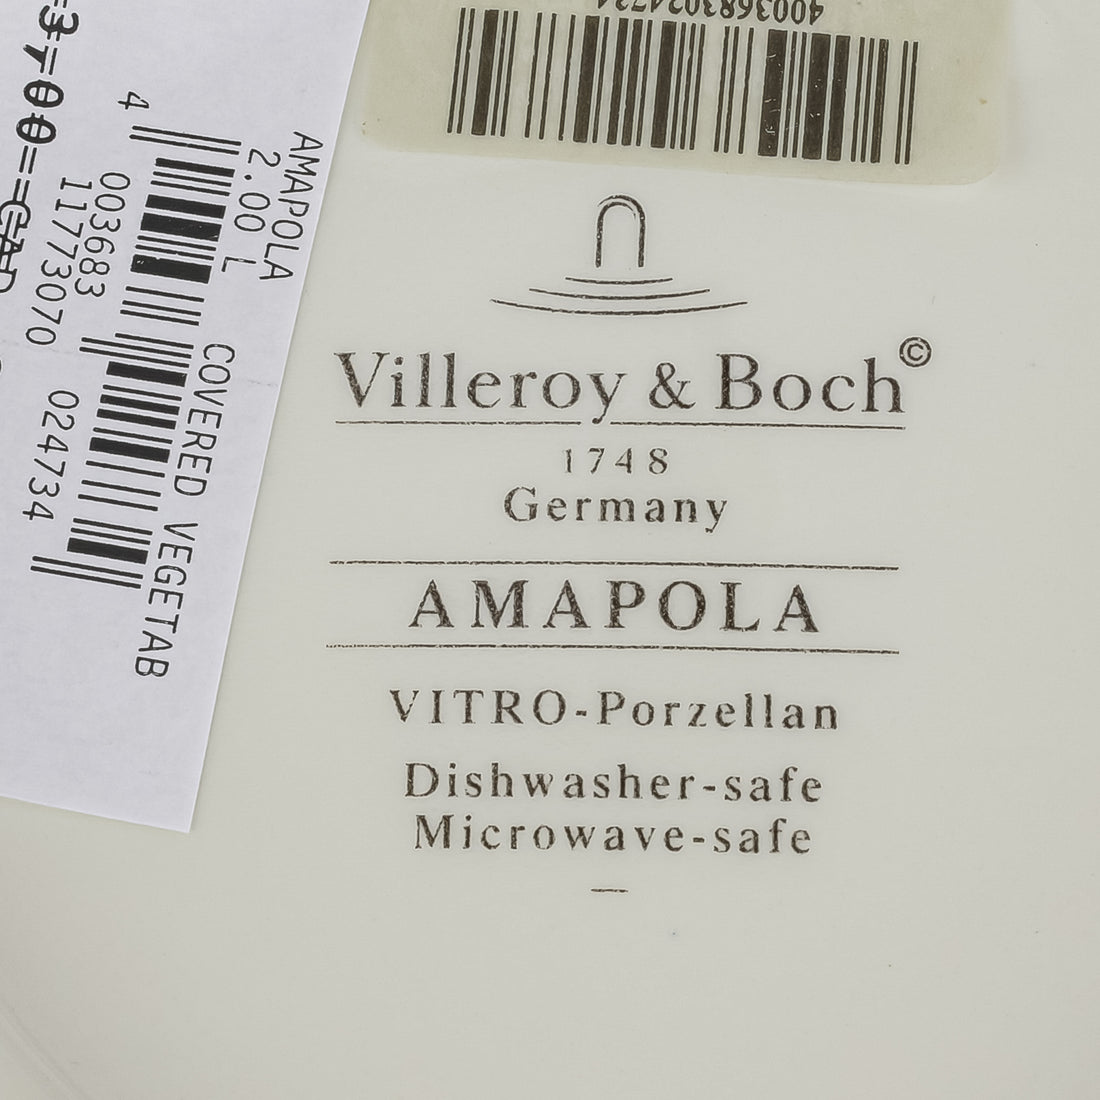 4003683024734
Villeroy & Boch©
1748
Germany
AMAPOLA
VITRO-Porzellan
Dishwasher-safe
Microwave-safe
AMAPOLA
2.00 L
COVERED VEGETAB
4 003683 024734
11773070